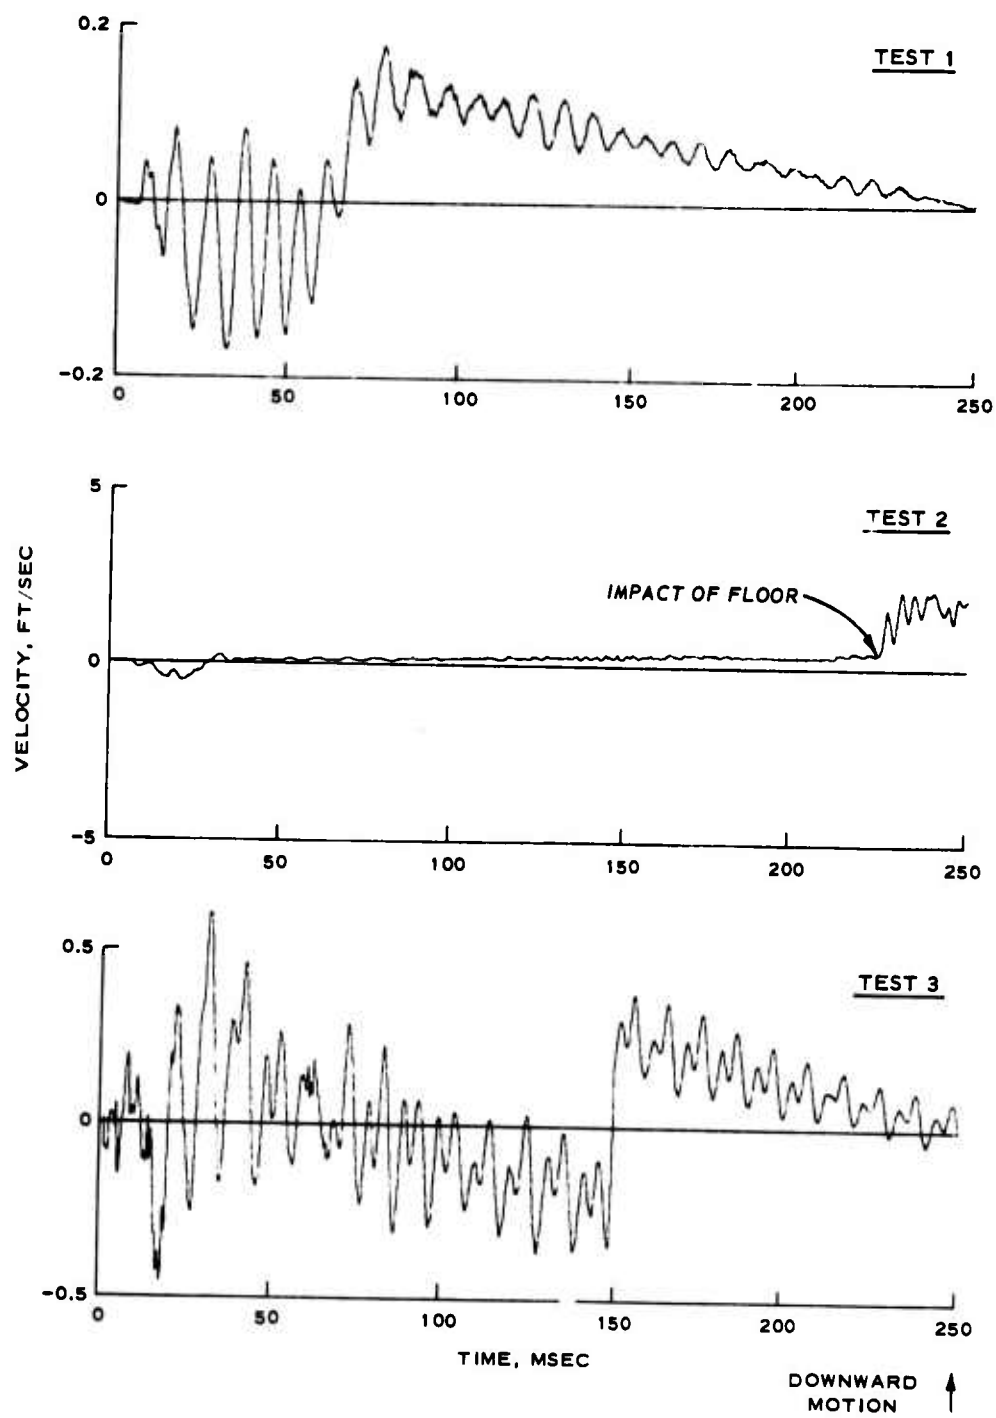 0.2
TEST 1
0
-0.2
0 50 100 150 200 250
5
TEST 2
IMPACT OF FLOOR
0
-5
0 50 100 150 200 250
VELOCITY, FT/SEC
0.5
TEST 3
0
-0.5
0 50 100 150 200 250
TIME, MSEC
DOWNWARD
MOTION